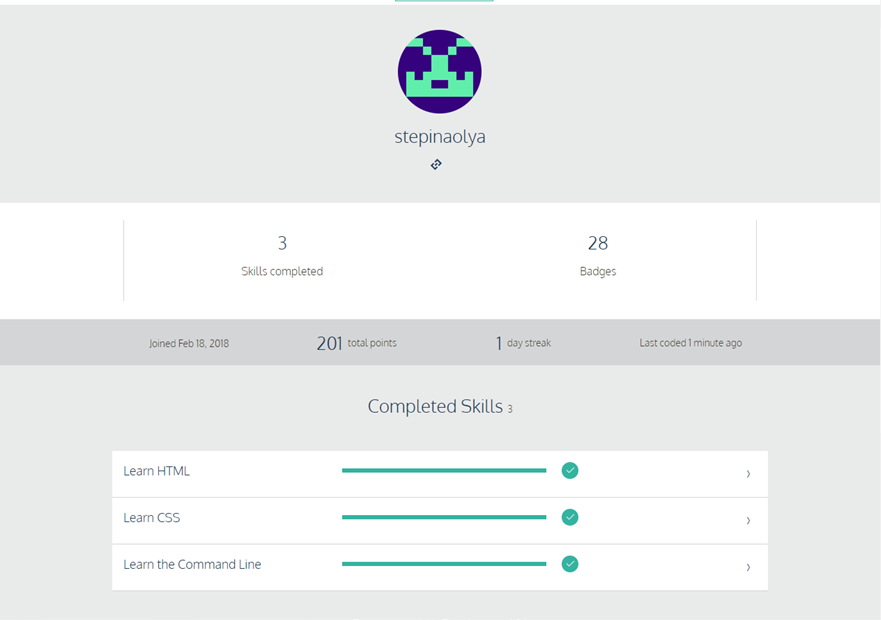 stepinaolya
3 28
Skills completed Badges
Joined Feb 18, 2018 201 total points 1 day streak Last coded 1 minute ago
Completed Skills 3
Learn HTML
Learn CSS
Learn the Command Line